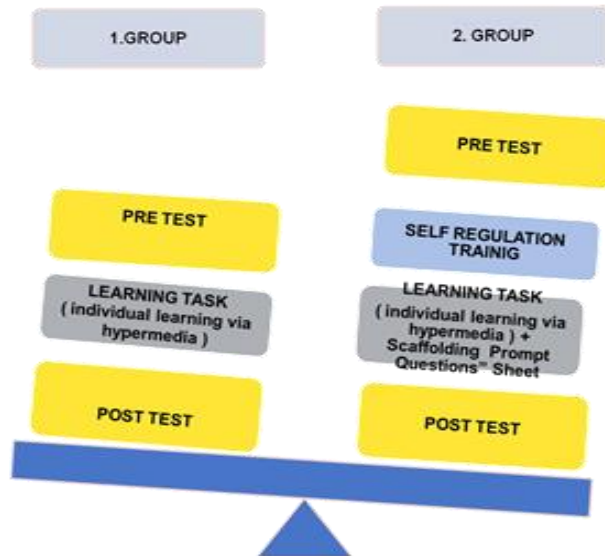 1.GROUP
2. GROUP
PRE TEST
LEARNING TASK
( individual learning via
hypermedia )
POST TEST
PRE TEST
SELF REGULATION
TRAINIG
LEARNING TASK
( individual learning via
hypermedia ) +
Scaffolding Prompt
Questions" Sheet
POST TEST